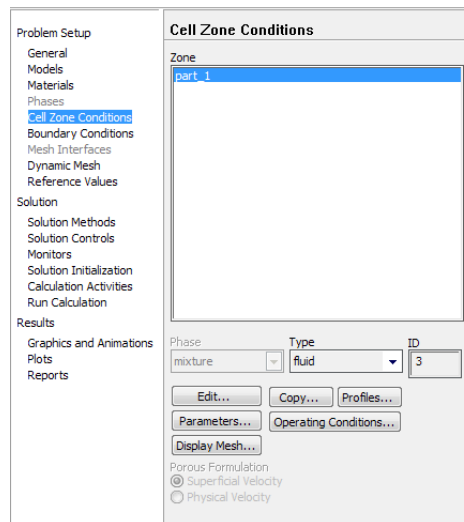 Problem Setup
General
Models
Materials
Phases
Cell Zone Conditions
Boundary Conditions
Mesh Interfaces
Dynamic Mesh
Reference Values
Solution
Solution Methods
Solution Controls
Monitors
Solution Initialization
Calculation Activities
Run Calculation
Results
Graphics and Animations
Plots
Reports
Cell Zone Conditions
Zone
part_1
Phase Type ID
mixture fluid 3
Edit... Copy... Profiles...
Parameters... Operating Conditions...
Display Mesh...
Porous Formulation
Superficial Velocity
Physical Velocity